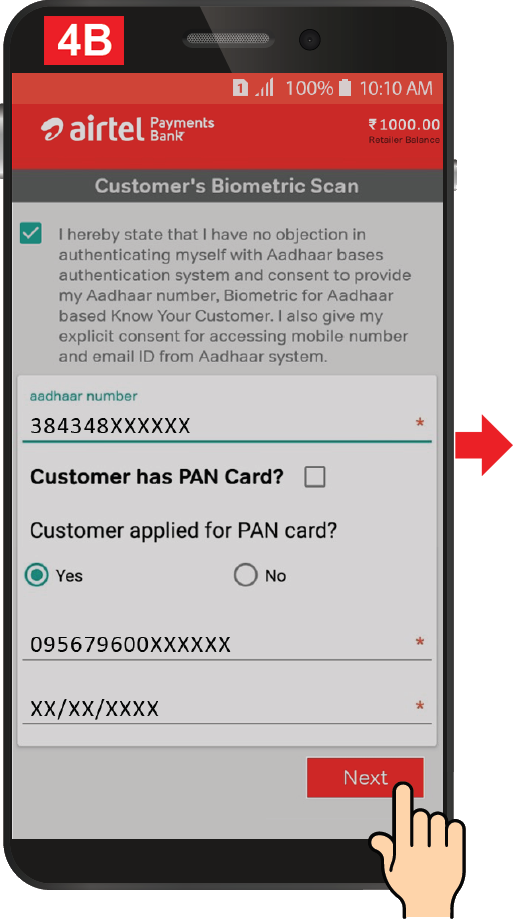 4B
1 100% 10:10 AM
airtel Payments Bank
₹1000.00
Retailer Balance
Customer's Biometric Scan
I hereby state that I have no objection in
authenticating myself with Aadhaar bases
authentication system and consent to provide
my Aadhaar number, Biometric for Aadhaar
based Know Your Customer. I also give my
explicit consent for accessing mobile number
and email ID from Aadhaar system.
aadhaar number
384348XXXXXX *
Customer has PAN Card?
Customer applied for PAN card?
Yes No
095679600XXXXXX *
XX/XX/XXXX *
Next